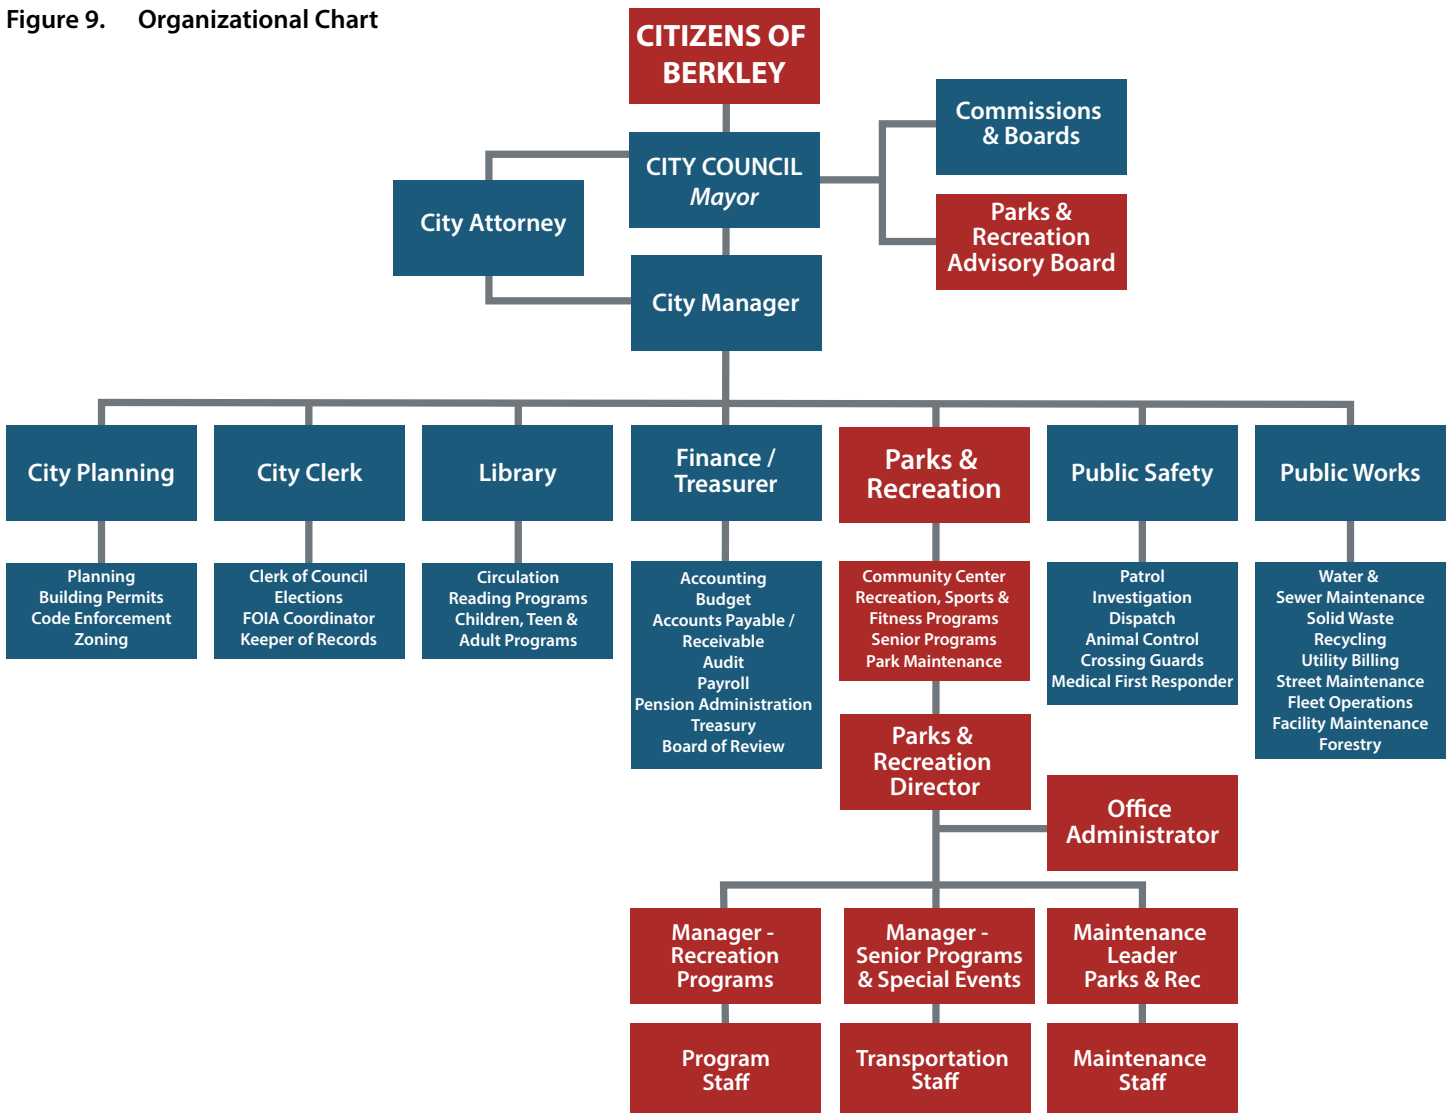 Figure 9. Organizational Chart
CITIZENS OF
BERKLEY
Commissions
& Boards
CITY COUNCIL
Mayor
City Attorney
Parks &
Recreation
Advisory Board
City Manager
City Planning
City Clerk
Library
Finance /
Treasurer
Parks &
Recreation
Public Safety
Public Works
Planning
Building Permits
Code Enforcement
Zoning
Clerk of Council
Elections
FOIA Coordinator
Keeper of Records
Circulation
Reading Programs
Children, Teen &
Adult Programs
Accounting
Budget
Accounts Payable /
Receivable
Audit
Payroll
Pension Administration
Treasury
Board of Review
Community Center
Recreation, Sports &
Fitness Programs
Senior Programs
Park Maintenance
Patrol
Investigation
Dispatch
Animal Control
Crossing Guards
Medical First Responder
Water &
Sewer Maintenance
Solid Waste
Recycling
Utility Billing
Street Maintenance
Fleet Operations
Facility Maintenance
Forestry
Parks &
Recreation
Director
Office
Administrator
Manager -
Recreation
Programs
Manager -
Senior Programs
& Special Events
Maintenance
Leader
Parks & Rec
Program
Staff
Transportation
Staff
Maintenance
Staff